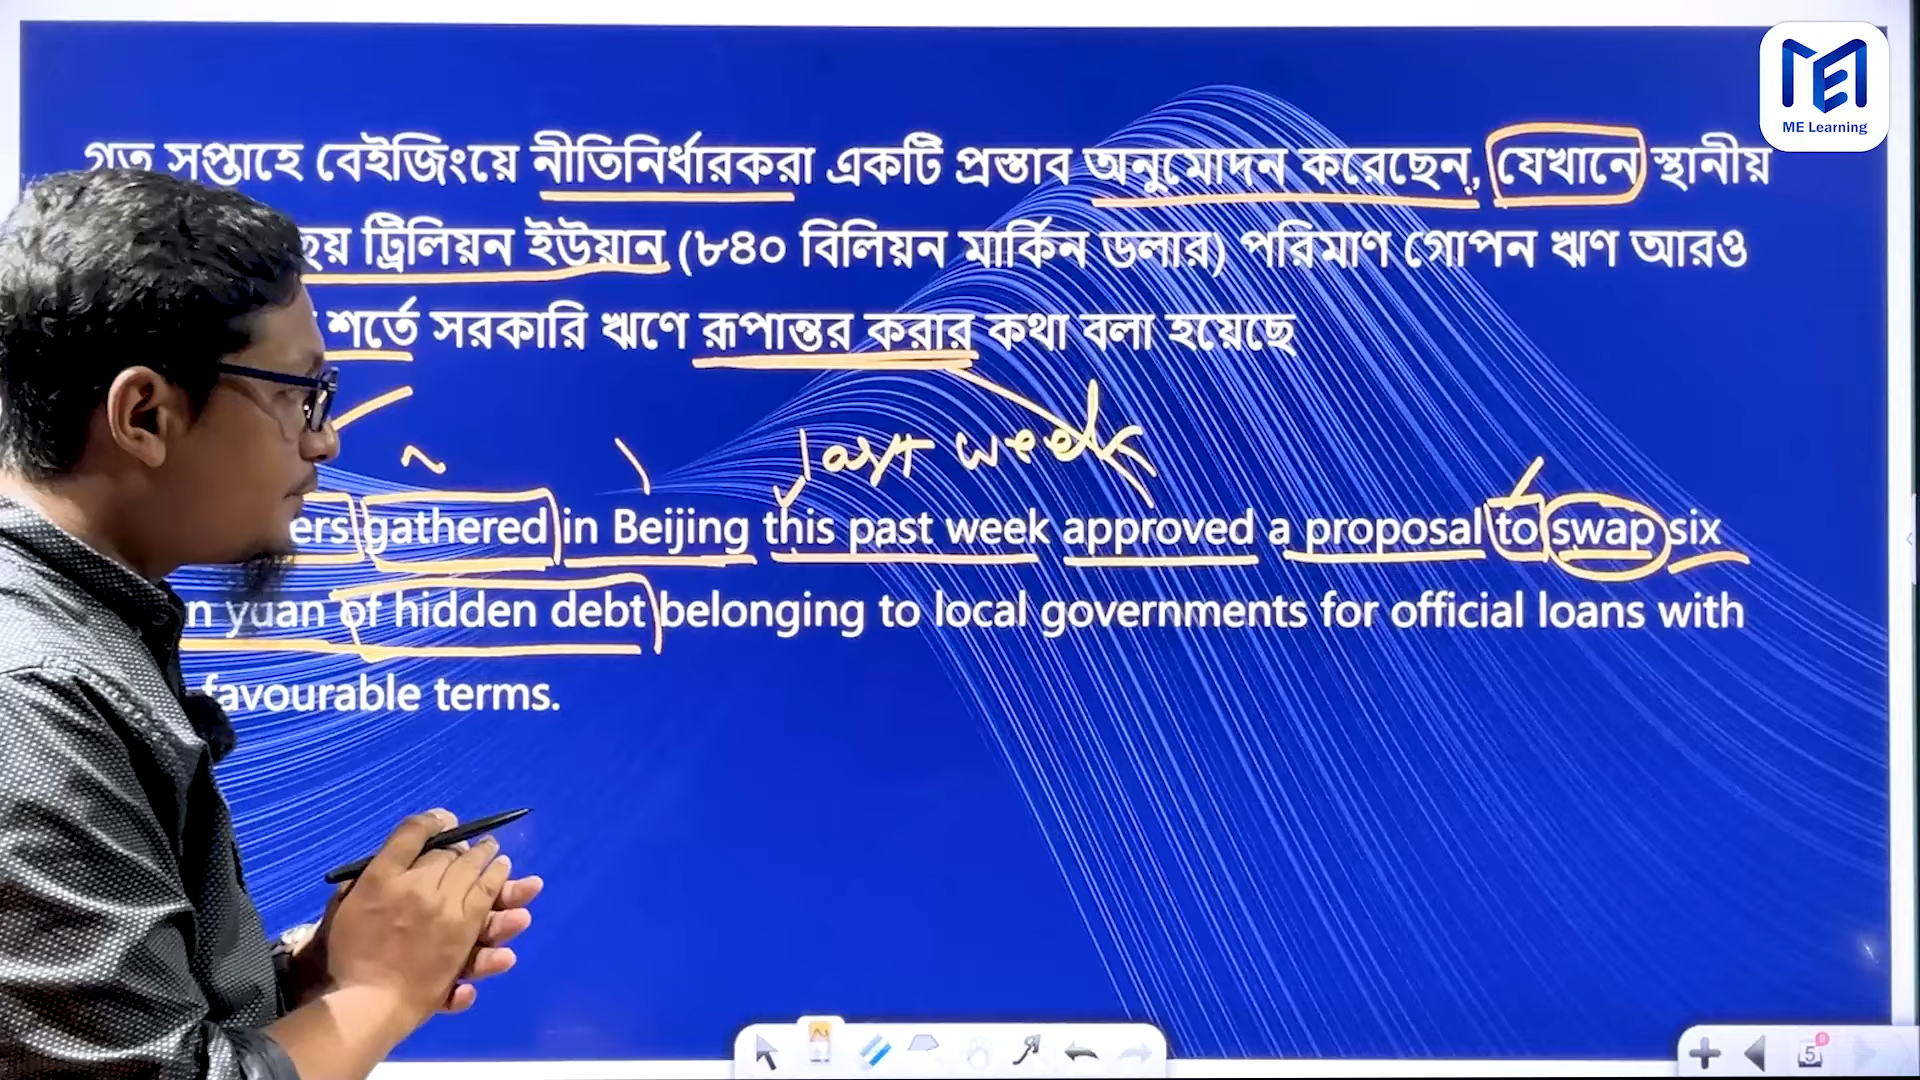 গত সপ্তাহে বেইজিংয়ে নীতিনির্ধারকরা একটি প্রস্তাব অনুমোদন করেছেন, যেখানে স্থানীয়
ছয় ট্রিলিয়ন ইউয়ান (৮৪০ বিলিয়ন মার্কিন ডলার) পরিমাণ গোপন ঋণ আরও
শর্তে সরকারি ঋণে রূপান্তর করার কথা বলা হয়েছে
last week
gathered in Beijing this past week approved a proposal to swap six
yuan of hidden debt belonging to local governments for official loans with
favourable terms.
ME Learning
5